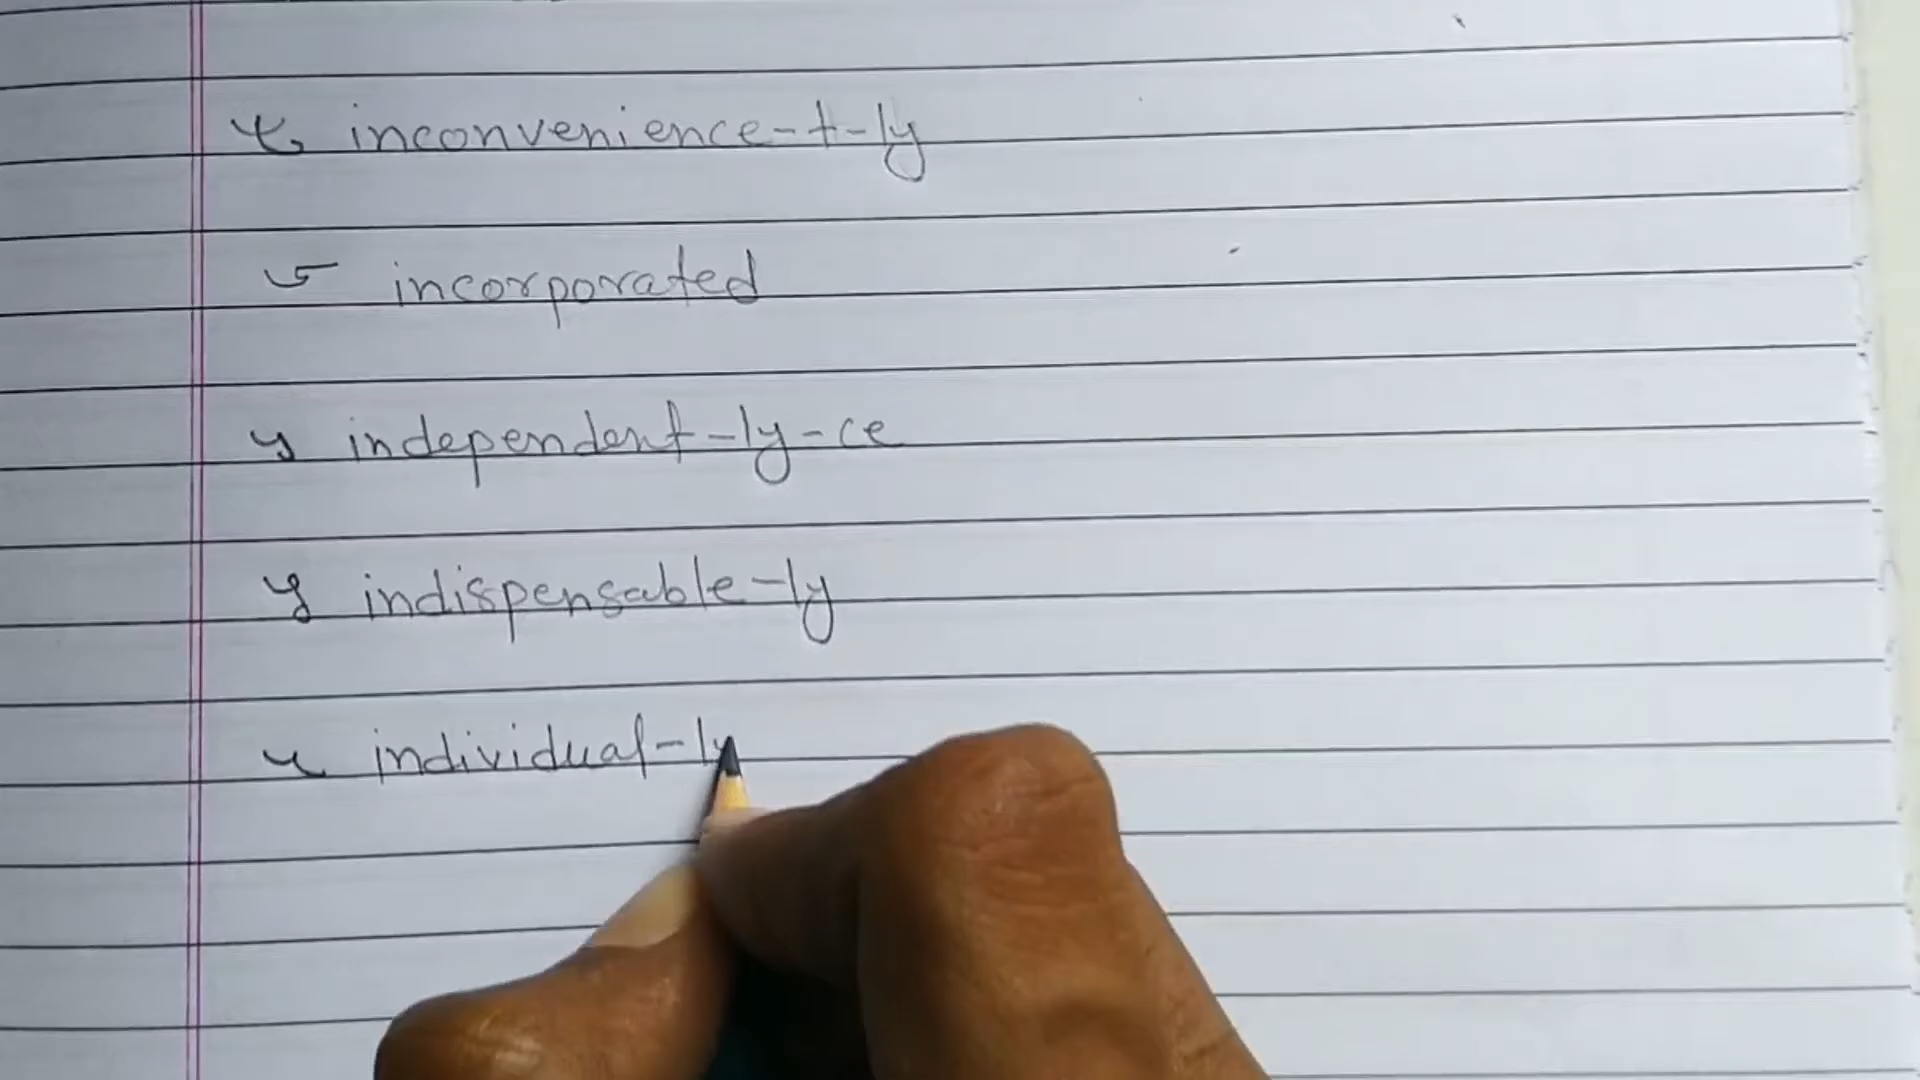 inconvenience-t-ly
incorporated
independent-ly-ce
indispensable-ly
individual-ly